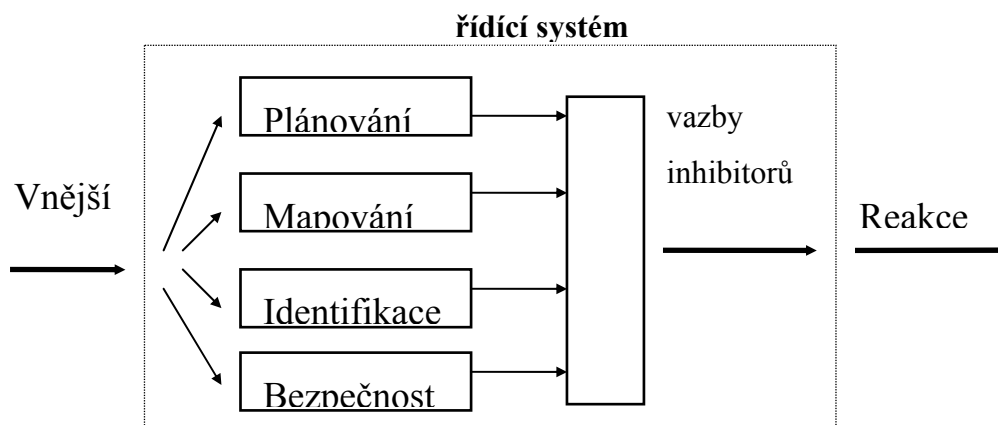 řídící systém
Plánování
vazby
inhibitorů
Vnější
Mapování
Reakce
Identifikace
Bezpečnost